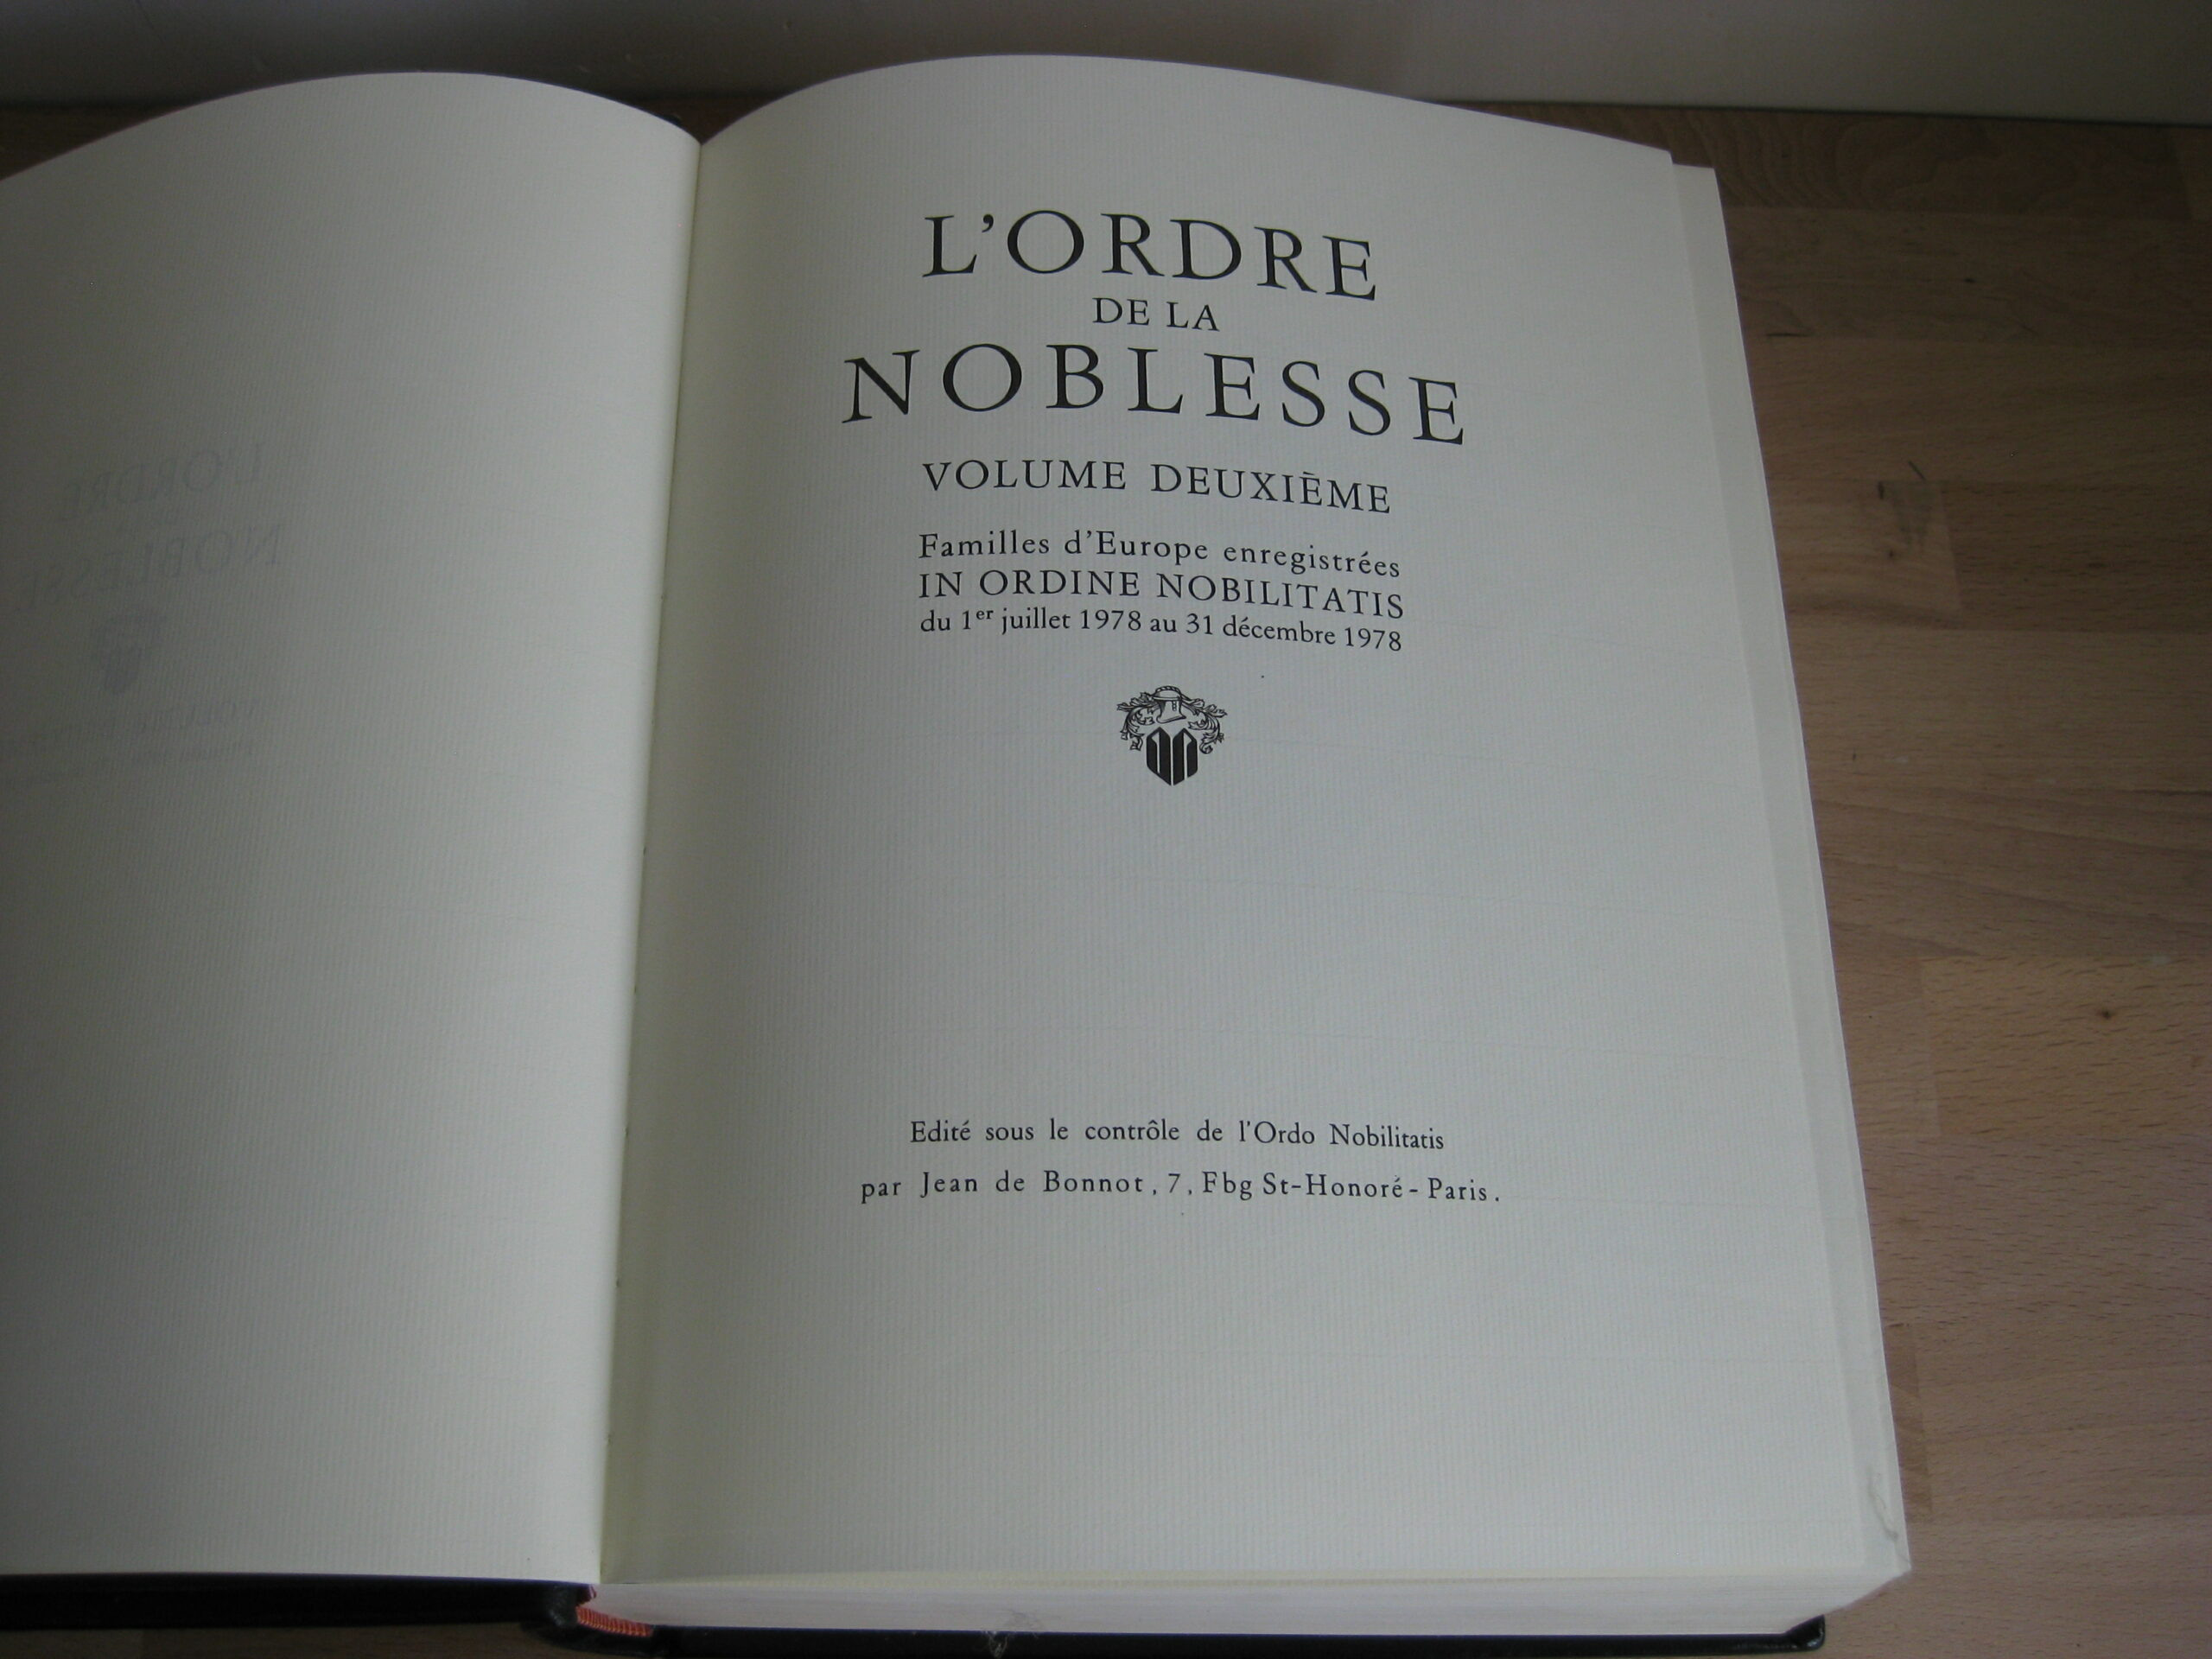 L'ORDRE
DE LA
NOBLESSE
VOLUME DEUXIÈME
Familles d'Europe enregistrées
IN ORDINE NOBILITATIS
du 1er juillet 1978 au 31 décembre 1978
Edité sous le contrôle de l'Ordo Nobilitatis
par Jean de Bonnot, 7, Fbg St-Honoré - Paris.